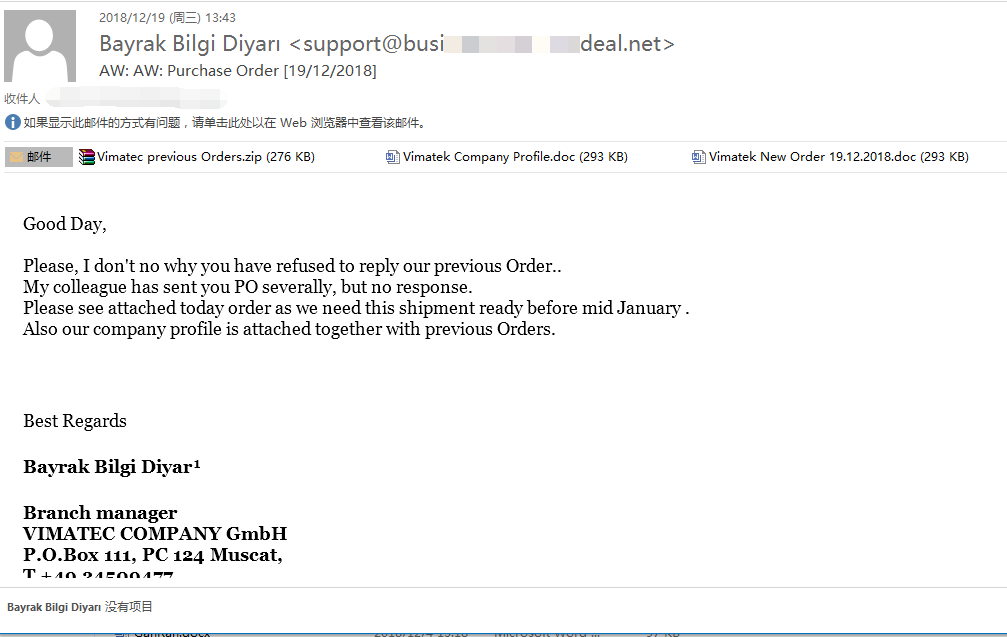 2018/12/19 (周三) 13:43
Bayrak Bilgi Diyarı <support@busi deal.net>
AW: AW: Purchase Order [19/12/2018]
收件人
如果显示此邮件的方式有问题，请单击此处以在 Web 浏览器中查看该邮件。
邮件 Vimatec previous Orders.zip (276 KB) Vimatek Company Profile.doc (293 KB) Vimatek New Order 19.12.2018.doc (293 KB)
Good Day,
Please, I don't no why you have refused to reply our previous Order..
My colleague has sent you PO severally, but no response.
Please see attached today order as we need this shipment ready before mid January .
Also our company profile is attached together with previous Orders.
Best Regards
Bayrak Bilgi Diyar¹
Branch manager
VIMATEC COMPANY GmbH
P.O.Box 111, PC 124 Muscat,
T +49 34509477
Bayrak Bilgi Diyarı 没有项目